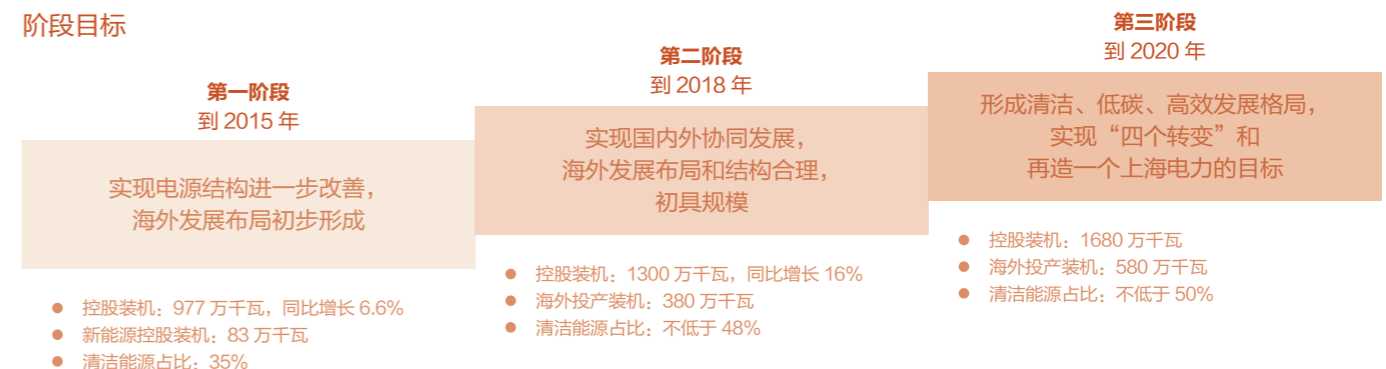 阶段目标
第一阶段
到 2015 年
实现电源结构进一步改善，
海外发展布局初步形成
控股装机：977 万千瓦，同比增长 6.6%
新能源控股装机：83 万千瓦
清洁能源占比：35%
第二阶段
到 2018 年
实现国内外协同发展，
海外发展布局和结构合理，
初具规模
控股装机：1300 万千瓦，同比增长 16%
海外投产装机：380 万千瓦
清洁能源占比：不低于 48%
第三阶段
到 2020 年
形成清洁、低碳、高效发展格局，
实现“四个转变”和
再造一个上海电力的目标
控股装机：1680 万千瓦
海外投产装机：580 万千瓦
清洁能源占比：不低于 50%